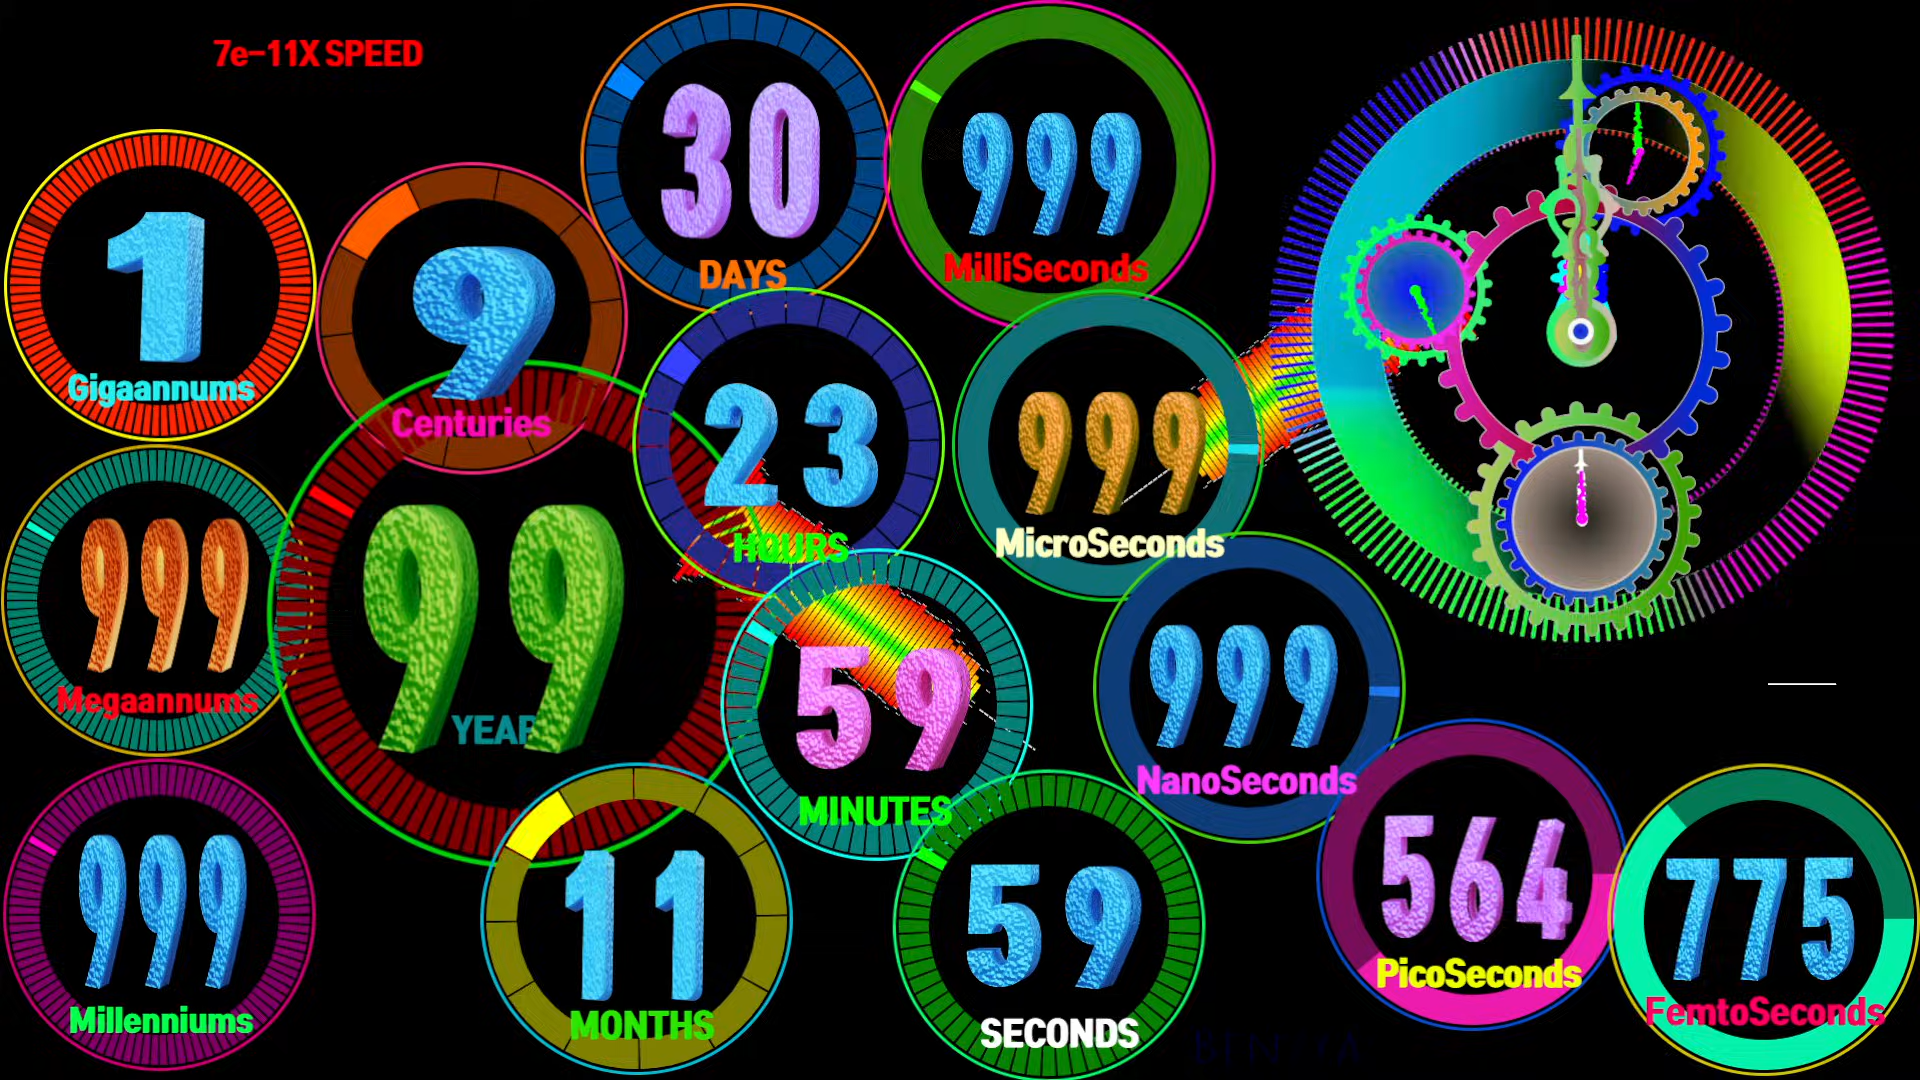 7e-11X SPEED
30
DAYS
999
MilliSeconds
1
Gigaannums
9
Centuries
23
HOURS
999
MicroSeconds
999
Megaannums
99
YEAR
59
MINUTES
999
NanoSeconds
999
Millenniums
11
MONTHS
59
SECONDS
564
PicoSeconds
775
FemtoSeconds